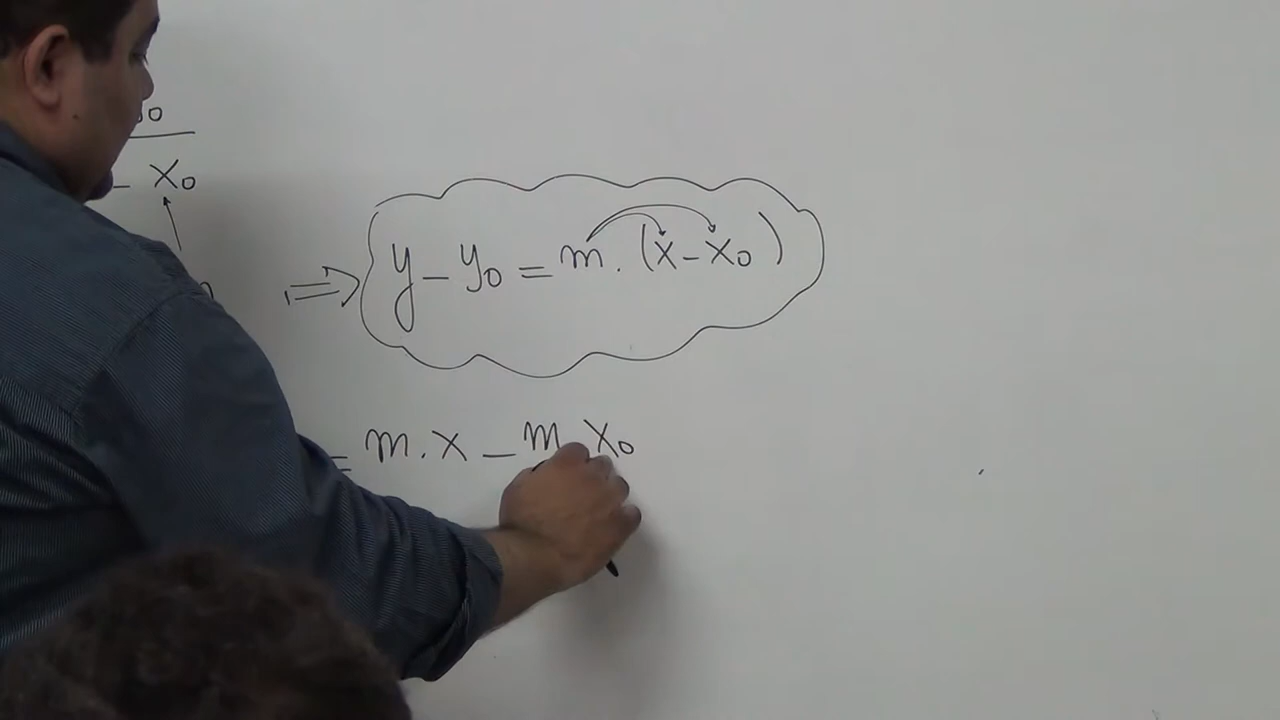 – x₀
⇒ y – y₀ = m . (x – x₀)
= m . x – m . x₀